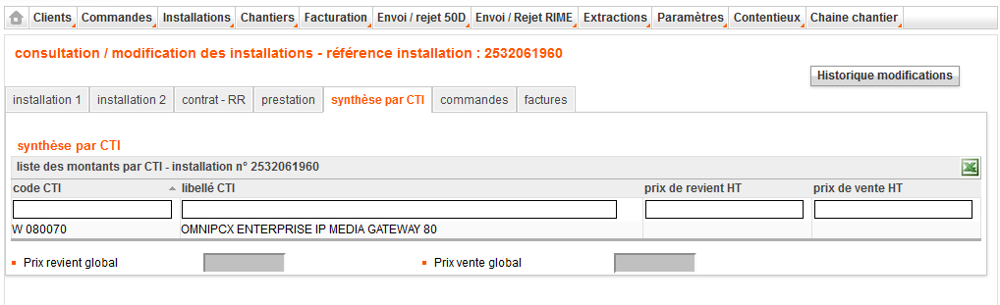 Clients Commandes Installations Chantiers Facturation Envoi / rejet 50D Envoi / Rejet RIME Extractions Paramètres Contentieux Chaine chantier
consultation / modification des installations - référence installation : 2532061960
Historique modifications
installation 1 installation 2 contrat - RR prestation synthèse par CTI commandes factures
synthèse par CTI
liste des montants par CTI - installation n° 2532061960
code CTI libellé CTI prix de revient HT prix de vente HT
W 080070 OMNIPCX ENTERPRISE IP MEDIA GATEWAY 80
Prix revient global Prix vente global